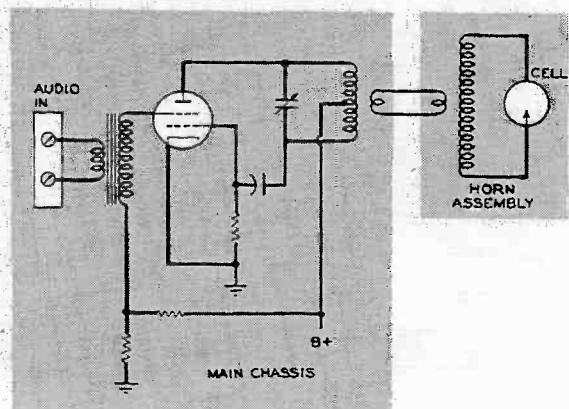 AUDIO
IN
CELL
HORN
ASSEMBLY
B+
MAIN CHASSIS